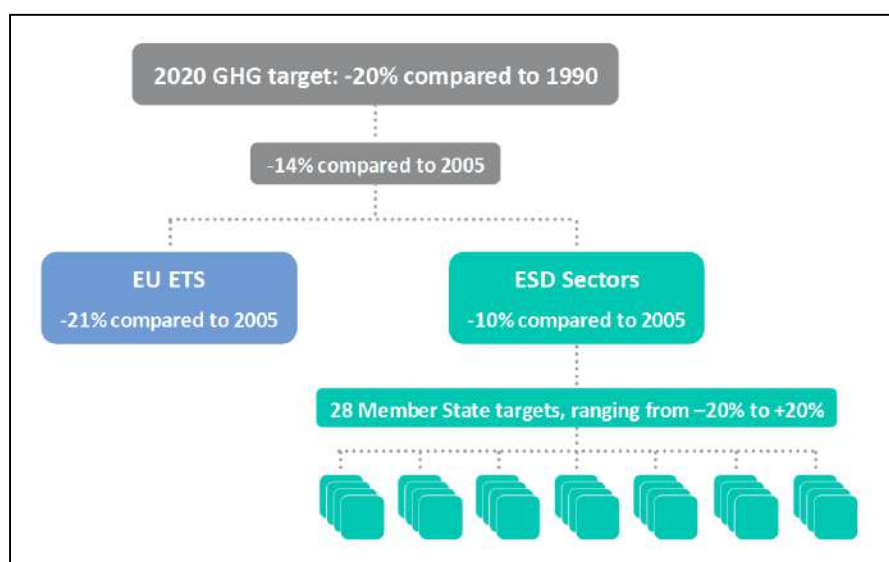 2020 GHG target: -20% compared to 1990
-14% compared to 2005
EU ETS
-21% compared to 2005
ESD Sectors
-10% compared to 2005
28 Member State targets, ranging from –20% to +20%